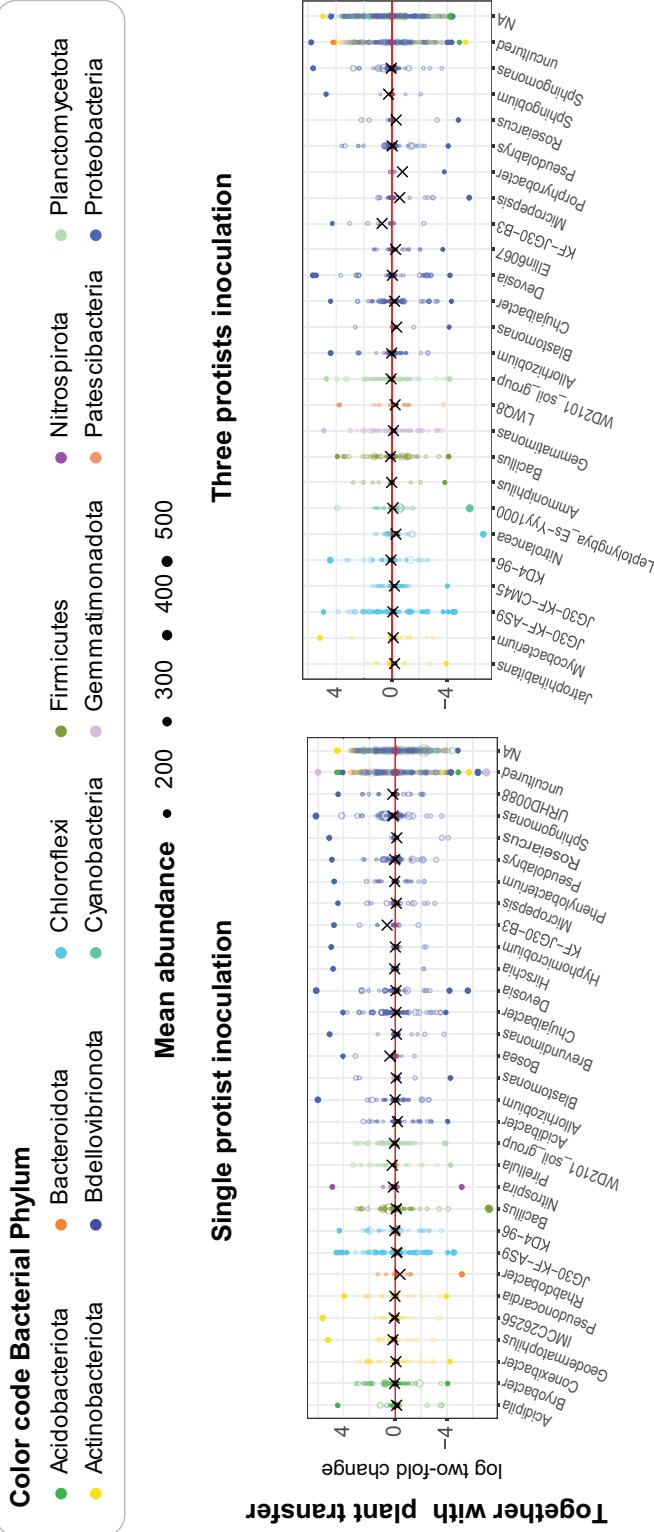 Color code Bacterial Phylum
Acidobacteriota
Bacteroidota
Chloroflexi
Firmicutes
Nitrospirota
Planctomycetota
Actinobacteriota
Bdellovibrionota
Cyanobacteria
Gemmatimonadota
Patescibacteria
Proteobacteria
Mean abundance
200
300
400
500
Single protist inoculation
Three protists inoculation
Together with plant transfer
log two-fold change
4
0
−4
Acidipila
Bryobacter
Conexibacter
Geodermatophilus
IMCC26256
Pseudonocardia
Rhabdobacter
JG30−KF−AS9
KD4−96
Bacillus
Nitrospira
Pirellula
WD2101_soil_group
Acidibacter
Allorhizobium
Blastomonas
Bosea
Brevundimonas
Chujaibacter
Devosia
Hirschia
Hyphomicrobium
KF−JG30−B3
Micropepsis
Phenylobacterium
Pseudolabrys
Roseiarcus
Sphingomonas
URHD0088
uncultured
NA
4
0
−4
Jatrophihabitans
Mycobacterium
JG30−KF−AS9
JG30−KF−CM45
KD4−96
Nitrolancea
Leptolyngbya_Es−Yyy1000
Ammoniphilus
Bacillus
Gemmatimonas
LWQ8
WD2101_soil_group
Allorhizobium
Blastomonas
Chujaibacter
Devosia
Ellin6067
KF−JG30−B3
Micropepsis
Porphyrobacter
Pseudolabrys
Roseiarcus
Sphingobium
Sphingomonas
uncultured
NA